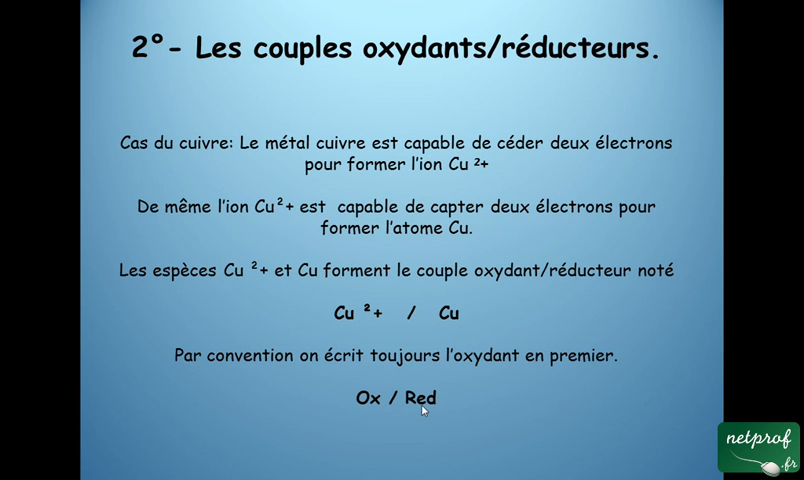 2°- Les couples oxydants/réducteurs.
Cas du cuivre: Le métal cuivre est capable de céder deux électrons
pour former l'ion Cu ²⁺
De même l'ion Cu²+ est capable de capter deux électrons pour
former l'atome Cu.
Les espèces Cu ²+ et Cu forment le couple oxydant/réducteur noté
Cu ²+ / Cu
Par convention on écrit toujours l'oxydant en premier.
Ox / Red
netprof
.fr